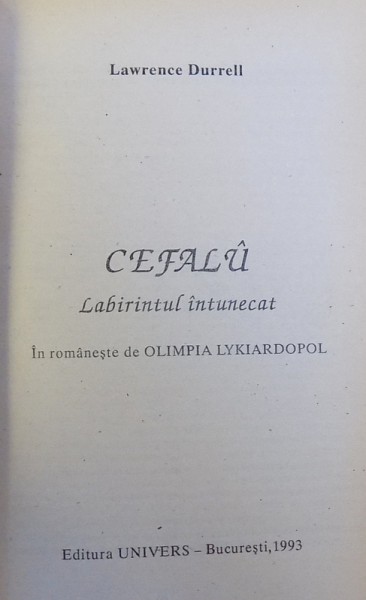 Lawrence Durrell
CEFALÛ
Labirintul întunecat
În românește de OLIMPIA LYKIARDOPOL
Editura UNIVERS – București, 1993